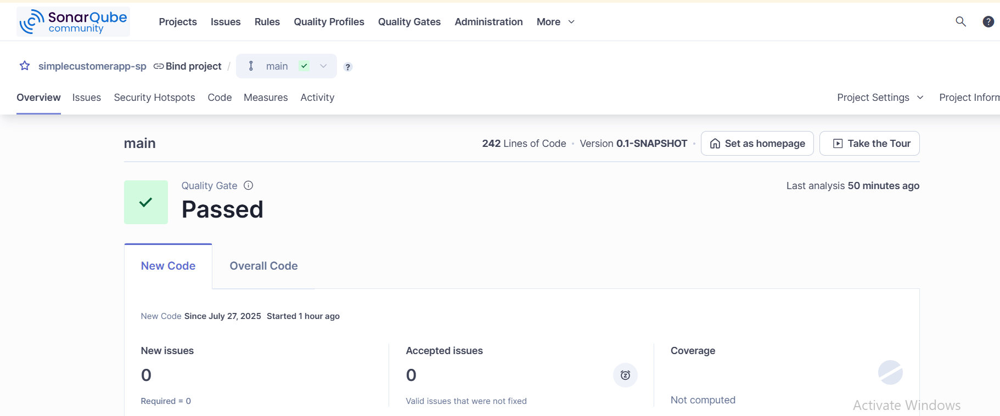 SonarQube
community
Projects Issues Rules Quality Profiles Quality Gates Administration More ?
simplecustomerapp-sp Bind project / main ?
Overview Issues Security Hotspots Code Measures Activity Project Settings Project Inform
main 242 Lines of Code • Version 0.1-SNAPSHOT • Set as homepage Take the Tour
Quality Gate Last analysis 50 minutes ago
Passed
New Code Overall Code
New Code Since July 27, 2025 Started 1 hour ago
New issues Accepted issues Coverage
0 0
Required = 0 Valid issues that were not fixed Not computed
Activate Windows